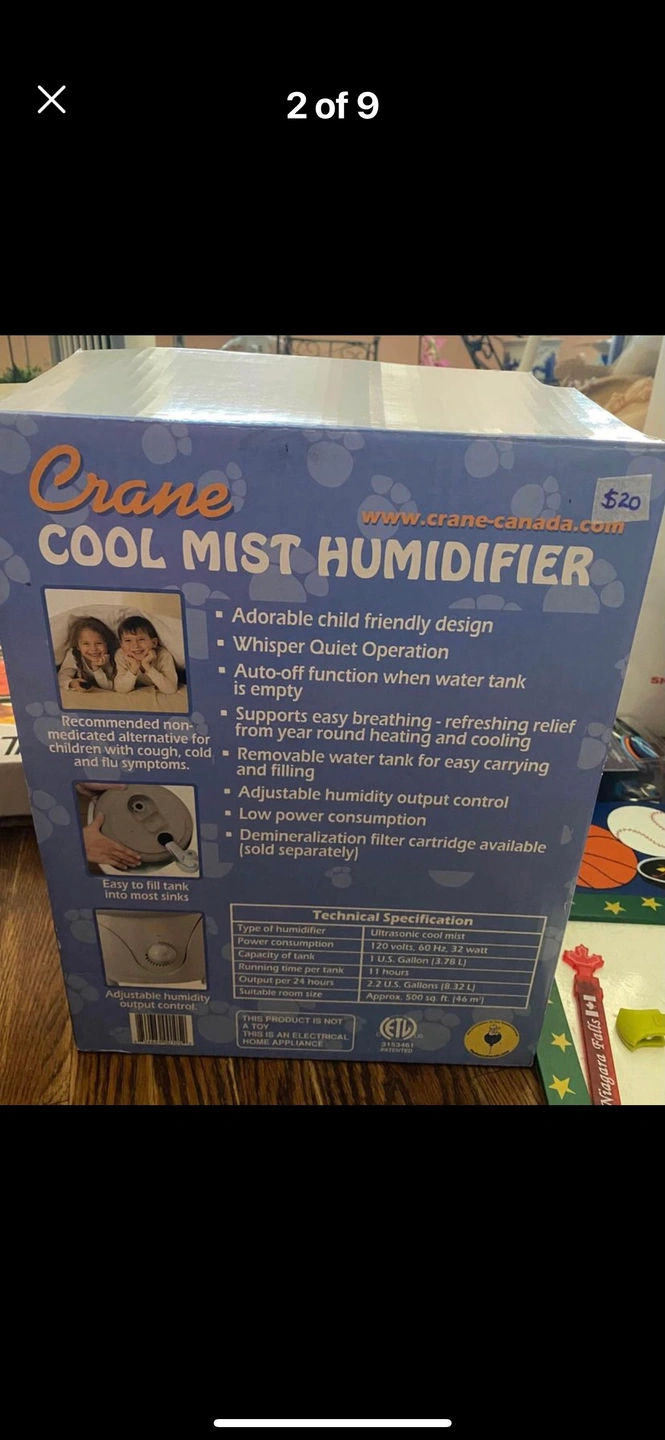 2 of 9
Crane
$20
www.crane-canada.com
COOL MIST HUMIDIFIER
Recommended non-
medicated alternative for
children with cough, cold
and flu symptoms.
Easy to fill tank
into most sinks
Adjustable humidity
output control.
▪ Adorable child friendly design
▪ Whisper Quiet Operation
▪ Auto-off function when water tank
is empty
▪ Supports easy breathing - refreshing relief
from year round heating and cooling
▪ Removable water tank for easy carrying
and filling
▪ Adjustable humidity output control
▪ Low power consumption
▪ Demineralization filter cartridge available
(sold separately)
Technical Specification
Type of humidifier Ultrasonic cool mist
Power consumption 120 volts, 60 Hz, 32 watt
Capacity of tank 1 U.S. Gallon (3.78 L)
Running time per tank 11 hours
Output per 24 hours 2.2 U.S. Gallons (8.32 L)
Suitable room size Approx. 500 sq. ft. (46 m²)
THIS PRODUCT IS NOT
A TOY
THIS IS AN ELECTRICAL
HOME APPLIANCE
ETL
3153461
PATENTED
Niagara Falls